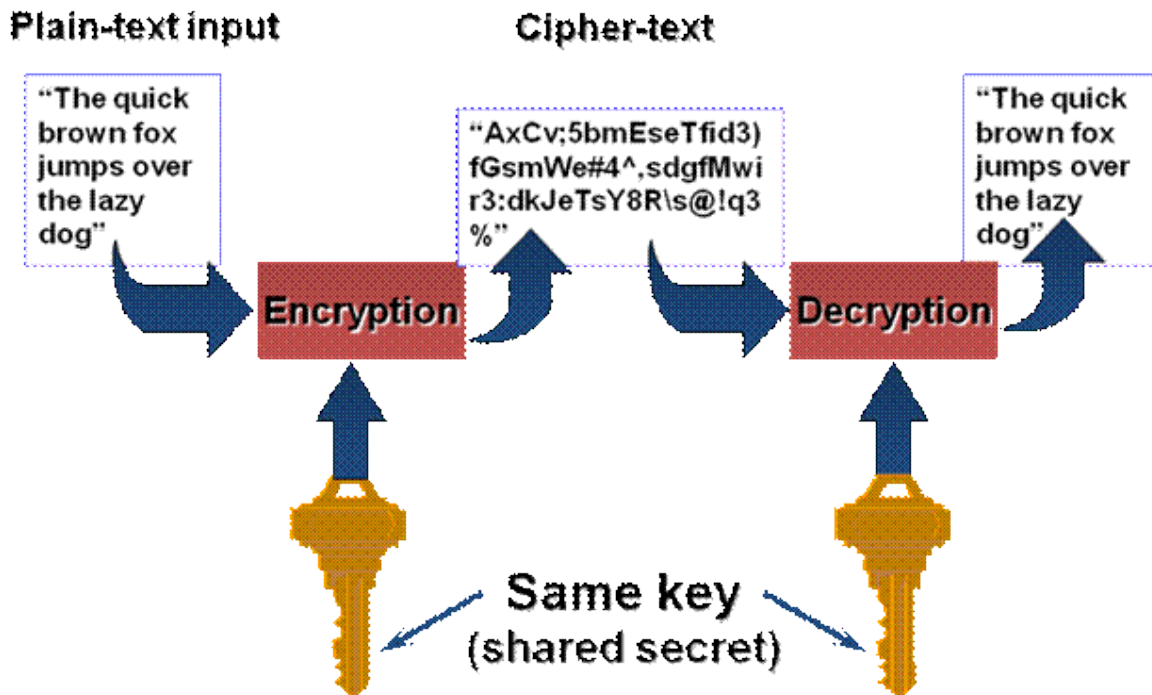 Plain-text input
Cipher-text
“The quick
brown fox
jumps over
the lazy
dog”
“AxCv;5bmEseTfid3)
fGsmWe#4^,sdgfMwi
r3:dkJeTsY8R\s@!q3
%”
“The quick
brown fox
jumps over
the lazy
dog”
Encryption
Decryption
Same key
(shared secret)